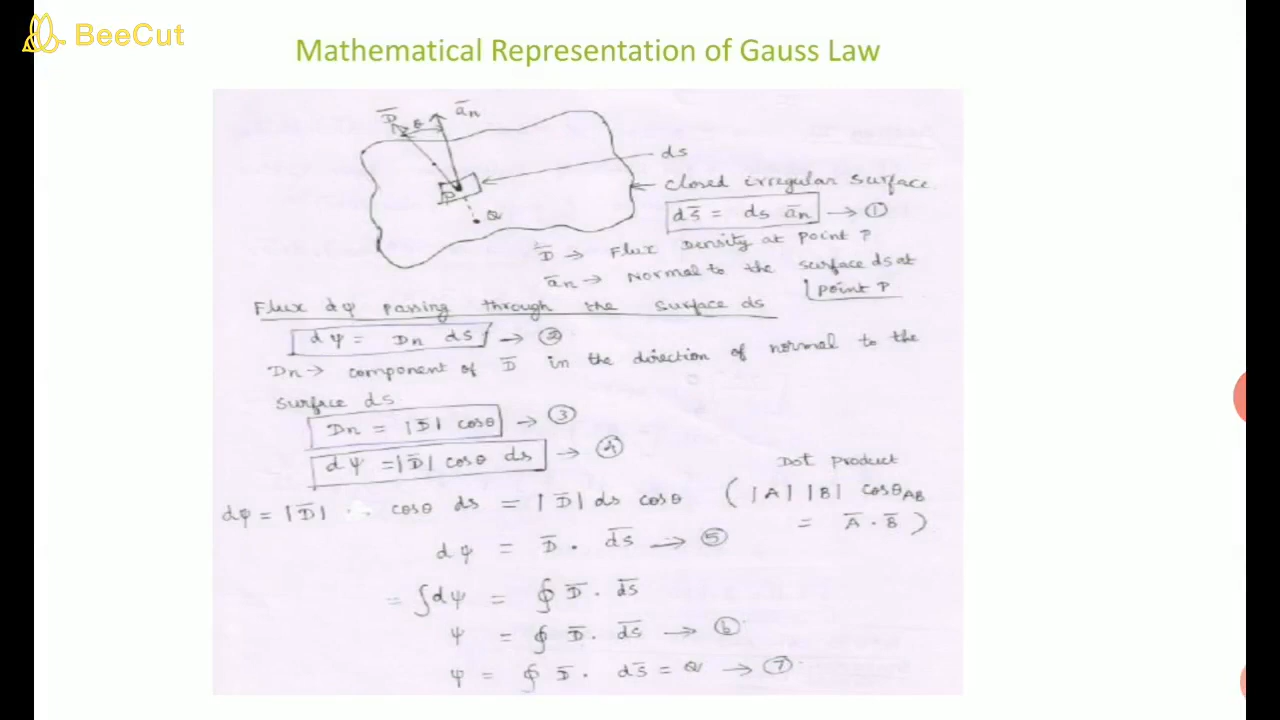 BeeCut
Mathematical Representation of Gauss Law
D̅ θ a̅n
ds
P
Q
closed irregular surface
ds̅ = ds a̅n → ①
D̅ → Flux Density at point P
a̅n → Normal to the surface ds at
point P
Flux dψ passing through the surface ds
dψ = Dn ds → ②
Dn → component of D̅ in the direction of normal to the
surface ds
Dn = |D̅| cosθ → ③
dψ = |D̅| cosθ ds → ④
Dot product
dψ = |D̅| cosθ ds = |D̅| ds cosθ (|A| |B| cosθAB
= A̅ . B̅ )
dψ = D̅ . ds̅ → ⑤
= ∫dψ = ∮ D̅ . ds̅
ψ = ∮ D̅ . ds̅ → ⑥
ψ = ∮ D̅ . ds̅ = Q → ⑦